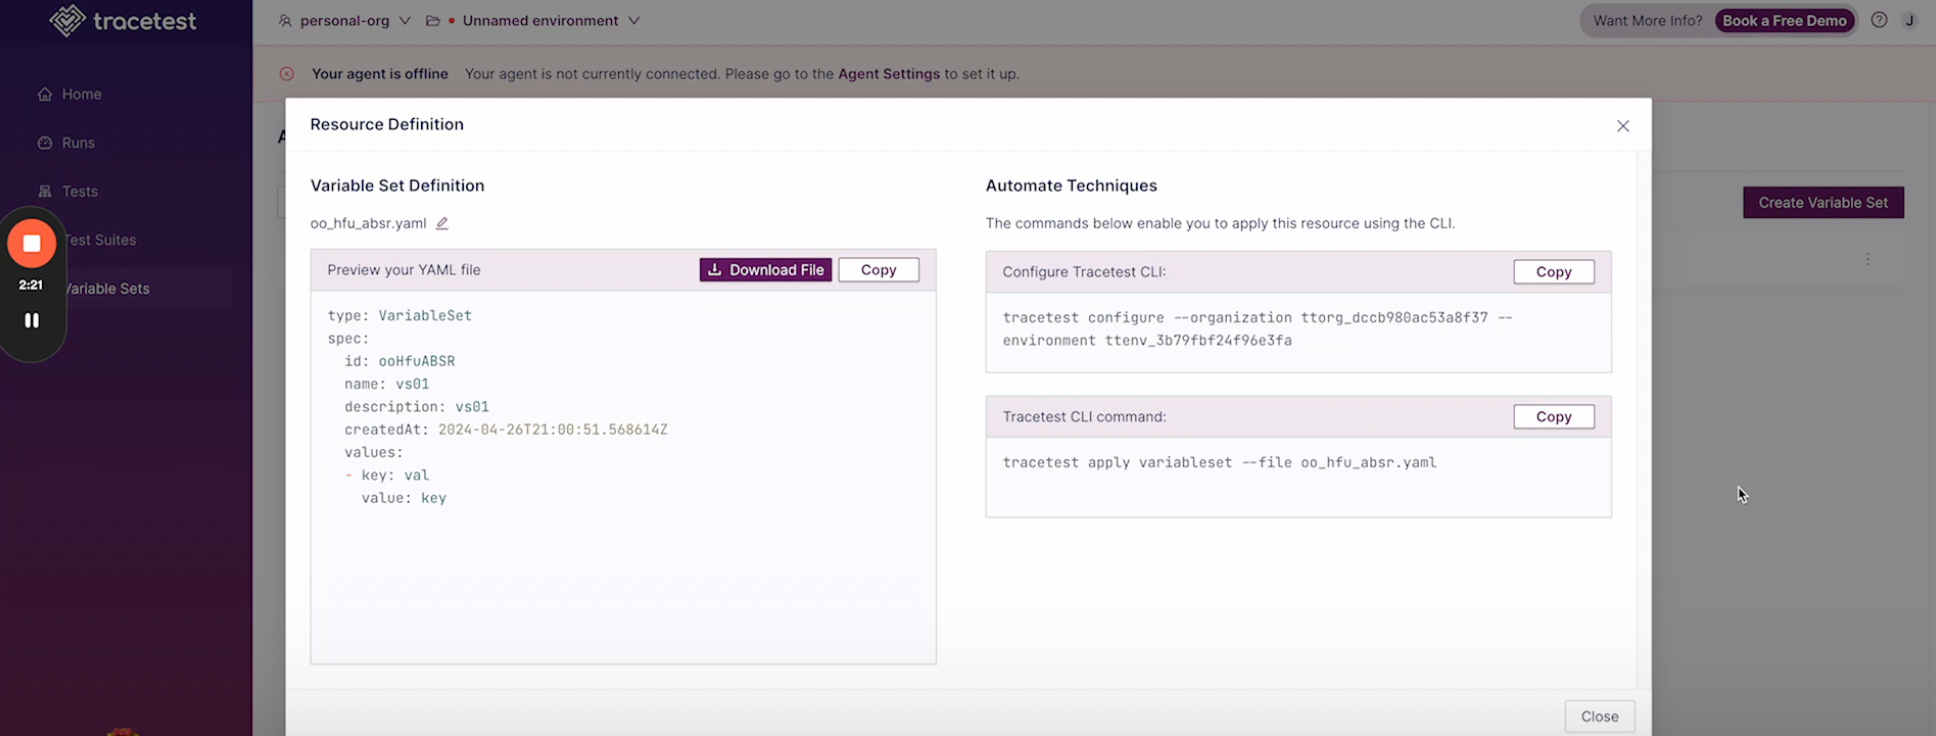 tracetest
personal-org
Unnamed environment
Want More Info?
Book a Free Demo
J
Your agent is offline Your agent is not currently connected. Please go to the Agent Settings to set it up.
Home
Runs
Tests
Test Suites
Variable Sets
2:21
Create Variable Set
Resource Definition
Variable Set Definition
oo_hfu_absr.yaml
Preview your YAML file
Download File
Copy
type: VariableSet
spec:
id: ooHfuABSR
name: vs01
description: vs01
createdAt: 2024-04-26T21:00:51.568614Z
values:
- key: val
value: key
Automate Techniques
The commands below enable you to apply this resource using the CLI.
Configure Tracetest CLI:
Copy
tracetest configure --organization ttorg_dccb980ac53a8f37 --
environment ttenv_3b79fbf24f96e3fa
Tracetest CLI command:
Copy
tracetest apply variableset --file oo_hfu_absr.yaml
Close